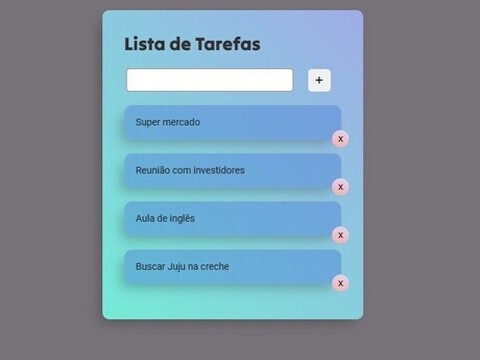 Lista de Tarefas
+
Super mercado
x
Reunião com investidores
x
Aula de inglês
x
Buscar Juju na creche
x